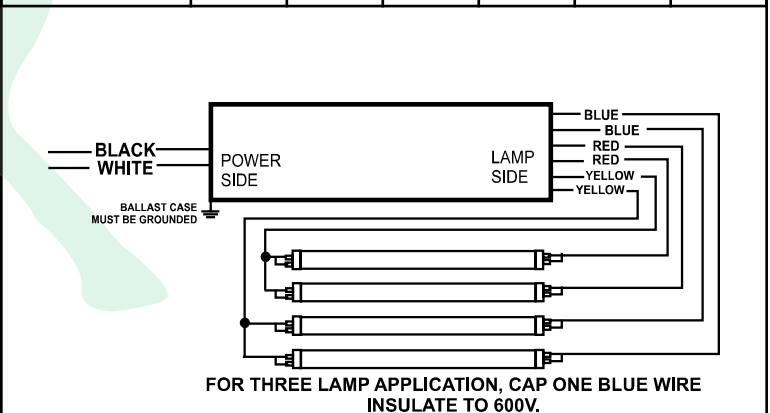 BLUE
BLUE
BLACK
RED
WHITE
POWER
SIDE
LAMP
SIDE
RED
YELLOW
YELLOW
BALLAST CASE
MUST BE GROUNDED
FOR THREE LAMP APPLICATION, CAP ONE BLUE WIRE
INSULATE TO 600V.